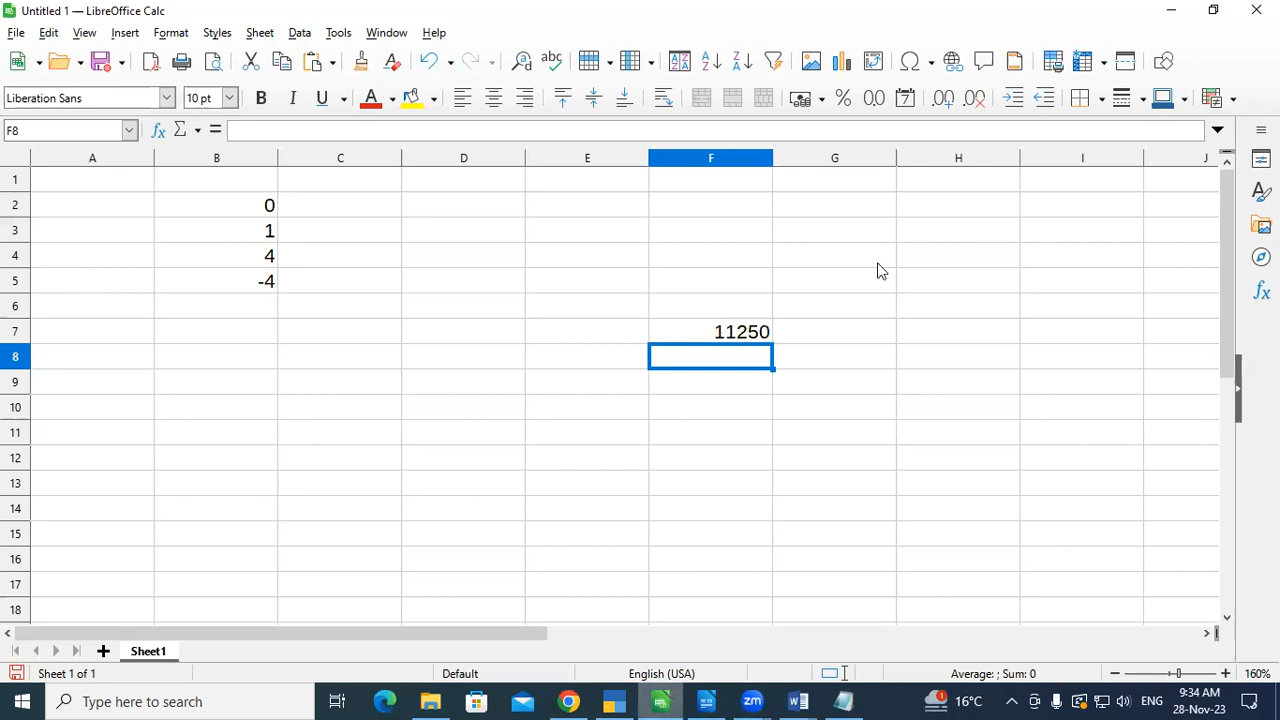 Untitled 1 — LibreOffice Calc
File Edit View Insert Format Styles Sheet Data Tools Window Help
Liberation Sans 10 pt
F8
A B C D E F G H I J
1
2 0
3 1
4 4
5 -4
6
7 11250
8
9
10
11
12
13
14
15
16
17
18
Sheet1
Sheet 1 of 1 Default English (USA) Average: ; Sum: 0 160%
Type here to search 16°C ENG 9:34 AM
28-Nov-23